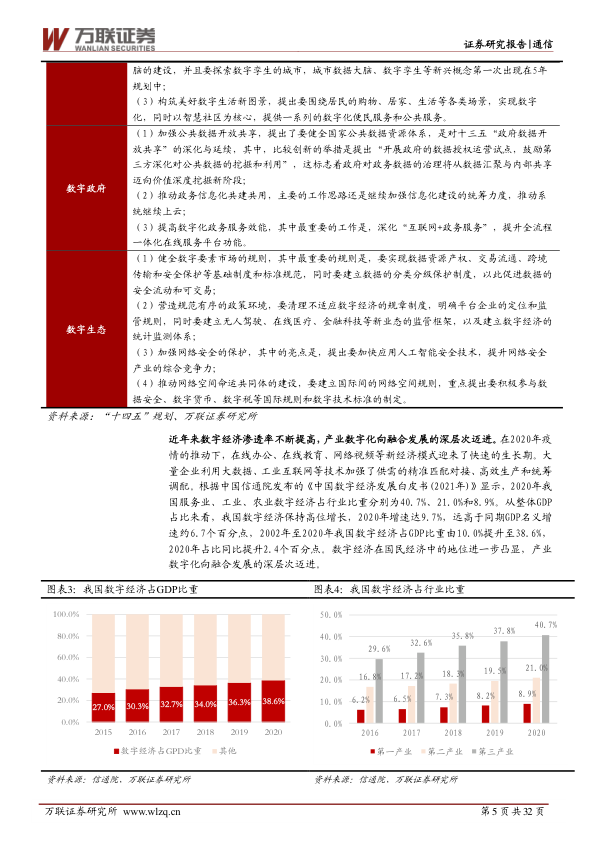 万联证券
WANLIAN SECURITIES
证券研究报告|通信
脑的建设，并且要探索数字孪生的城市，城市数据大脑、数字孪生等新兴概念第一次出现在5年
规划中；
（3）构筑美好数字生活新图景，提出要围绕居民的购物、居家、生活等各类场景，实现数字
化，同时以智慧社区为核心，提供一系列的数字化便民服务和公共服务。
数字政府
（1）加强公共数据开放共享，提出了要健全国家公共数据资源体系，是对十三五“政府数据开
放共享”的深化与延续，其中，比较创新的举措是提出“开展政府的数据授权运营试点，鼓励第
三方深化对公共数据的挖掘和利用”，这标志着政府对政务数据的治理将从数据汇聚与内部共享
迈向价值深度挖掘新阶段；
（2）推动政务信息化共建共用，主要的工作思路还是继续加强信息化建设的统筹力度，推动系
统继续上云；
（3）提高数字化政务服务效能，其中最重要的工作是，深化“互联网+政务服务”，提升全流程
一体化在线服务平台功能。
数字生态
（1）健全数字要素市场的规则，其中最重要的规则是，要实现数据资源产权、交易流通、跨境
传输和安全保护等基础制度和标准规范，同时要建立数据的分类分级保护制度，以此促进数据的
安全流动和可交易；
（2）营造规范有序的政策环境，要清理不适应数字经济的规章制度，明确平台企业的定位和监
管规则，同时要建立无人驾驶、在线医疗、金融科技等新业态的监管框架，以及建立数字经济的
统计监测体系；
（3）加强网络安全的保护，其中的亮点是，提出要加快应用人工智能安全技术，提升网络安全
产业的综合竞争力；
（4）推动网络空间命运共同体的建设，要建立国际间的网络空间规则，重点提出要积极参与数
据安全、数字货币、数字税等国际规则和数字技术标准的制定。
资料来源：“十四五”规划、万联证券研究所
近年来数字经济渗透率不断提高，产业数字化向融合发展的深层次迈进。在2020年疫
情的推动下，在线办公、在线教育、网络视频等新经济模式迎来了快速的生长期。大
量企业利用大数据、工业互联网等技术加强了供需的精准匹配对接、高效生产和统筹
调配。根据中国信通院发布的《中国数字经济发展白皮书(2021年)》显示，2020年我
国服务业、工业、农业数字经济占行业比重分别为40.7%、21.0%和8.9%。从整体GDP
占比来看，我国数字经济保持高位增长，2020年增速达9.7%，远高于同期GDP名义增
速约6.7个百分点，2002年至2020年我国数字经济占GDP比重由10.0%提升至38.6%，
2020年占比同比提升2.4个百分点。数字经济在国民经济中的地位进一步凸显，产业
数字化向融合发展的深层次迈进。
图表3：我国数字经济占GDP比重
100.0%
80.0%
60.0%
40.0%
20.0%
0.0%
27.0% 30.3% 32.7% 34.0% 36.3% 38.6%
2015 2016 2017 2018 2019 2020
数字经济占GPD比重 其他
资料来源：信通院、万联证券研究所
图表4：我国数字经济占行业比重
50.0%
40.0%
30.0%
20.0%
10.0%
0.0%
6.2% 16.8% 29.6%
6.5% 17.2% 32.6%
7.3% 18.3% 35.8%
8.2% 19.5% 37.8%
8.9% 21.0% 40.7%
2016 2017 2018 2019 2020
第一产业 第二产业 第三产业
资料来源：信通院、万联证券研究所
万联证券研究所 www.wlzq.cn
第 5 页 共 32 页